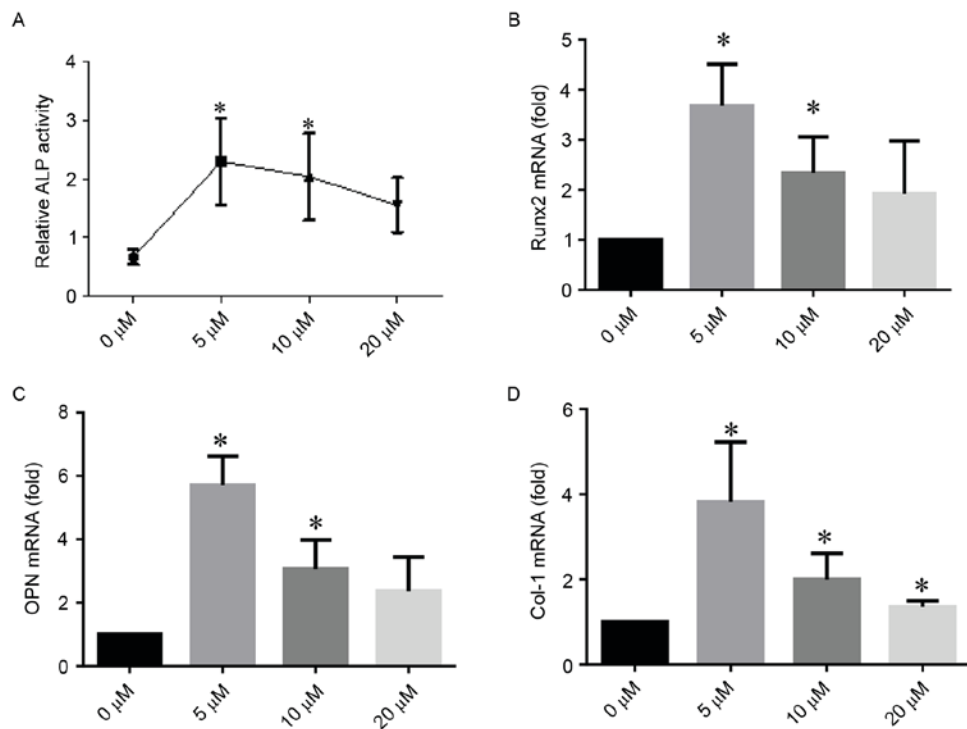 A
Relative ALP activity
4
3
2
1
0
*
*
0 µM
5 µM
10 µM
20 µM
B
Runx2 mRNA (fold)
5
4
3
2
1
0
*
*
0 µM
5 µM
10 µM
20 µM
C
OPN mRNA (fold)
8
6
4
2
0
*
*
0 µM
5 µM
10 µM
20 µM
D
Col-1 mRNA (fold)
6
4
2
0
*
*
*
0 µM
5 µM
10 µM
20 µM